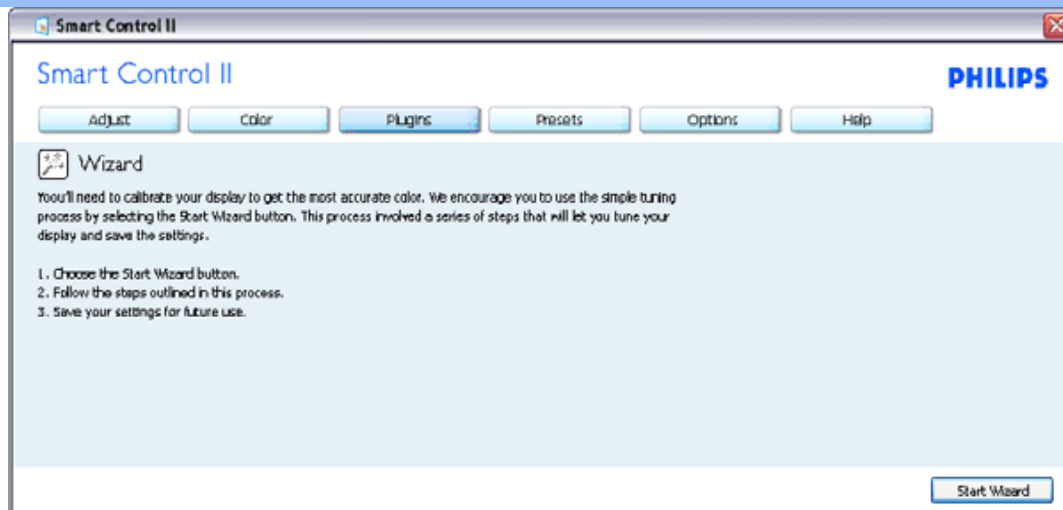 Smart Control II
Smart Control II
PHILIPS
Adjust Color Plugins Presets Options Help
Wizard
Yoou'll need to calibrate your display to get the most accurate color. We encourage you to use the simple tuning
process by selecting the Start Wizard button. This process involved a series of steps that will let you tune your
display and save the settings.
1. Choose the Start Wizard button.
2. Follow the steps outlined in this process.
3. Save your settings for future use.
Start Wizard